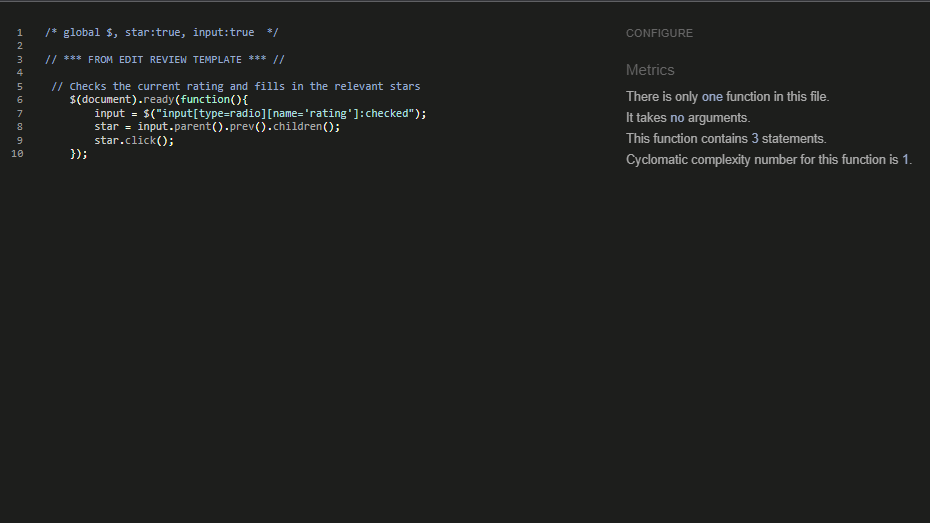 1 /* global $, star:true, input:true */
2
3 // *** FROM EDIT REVIEW TEMPLATE *** //
4
5 // Checks the current rating and fills in the relevant stars
6 $(document).ready(function(){
7 input = $("input[type=radio][name='rating']:checked");
8 star = input.parent().prev().children();
9 star.click();
10 });
CONFIGURE
Metrics
There is only one function in this file.
It takes no arguments.
This function contains 3 statements.
Cyclomatic complexity number for this function is 1.